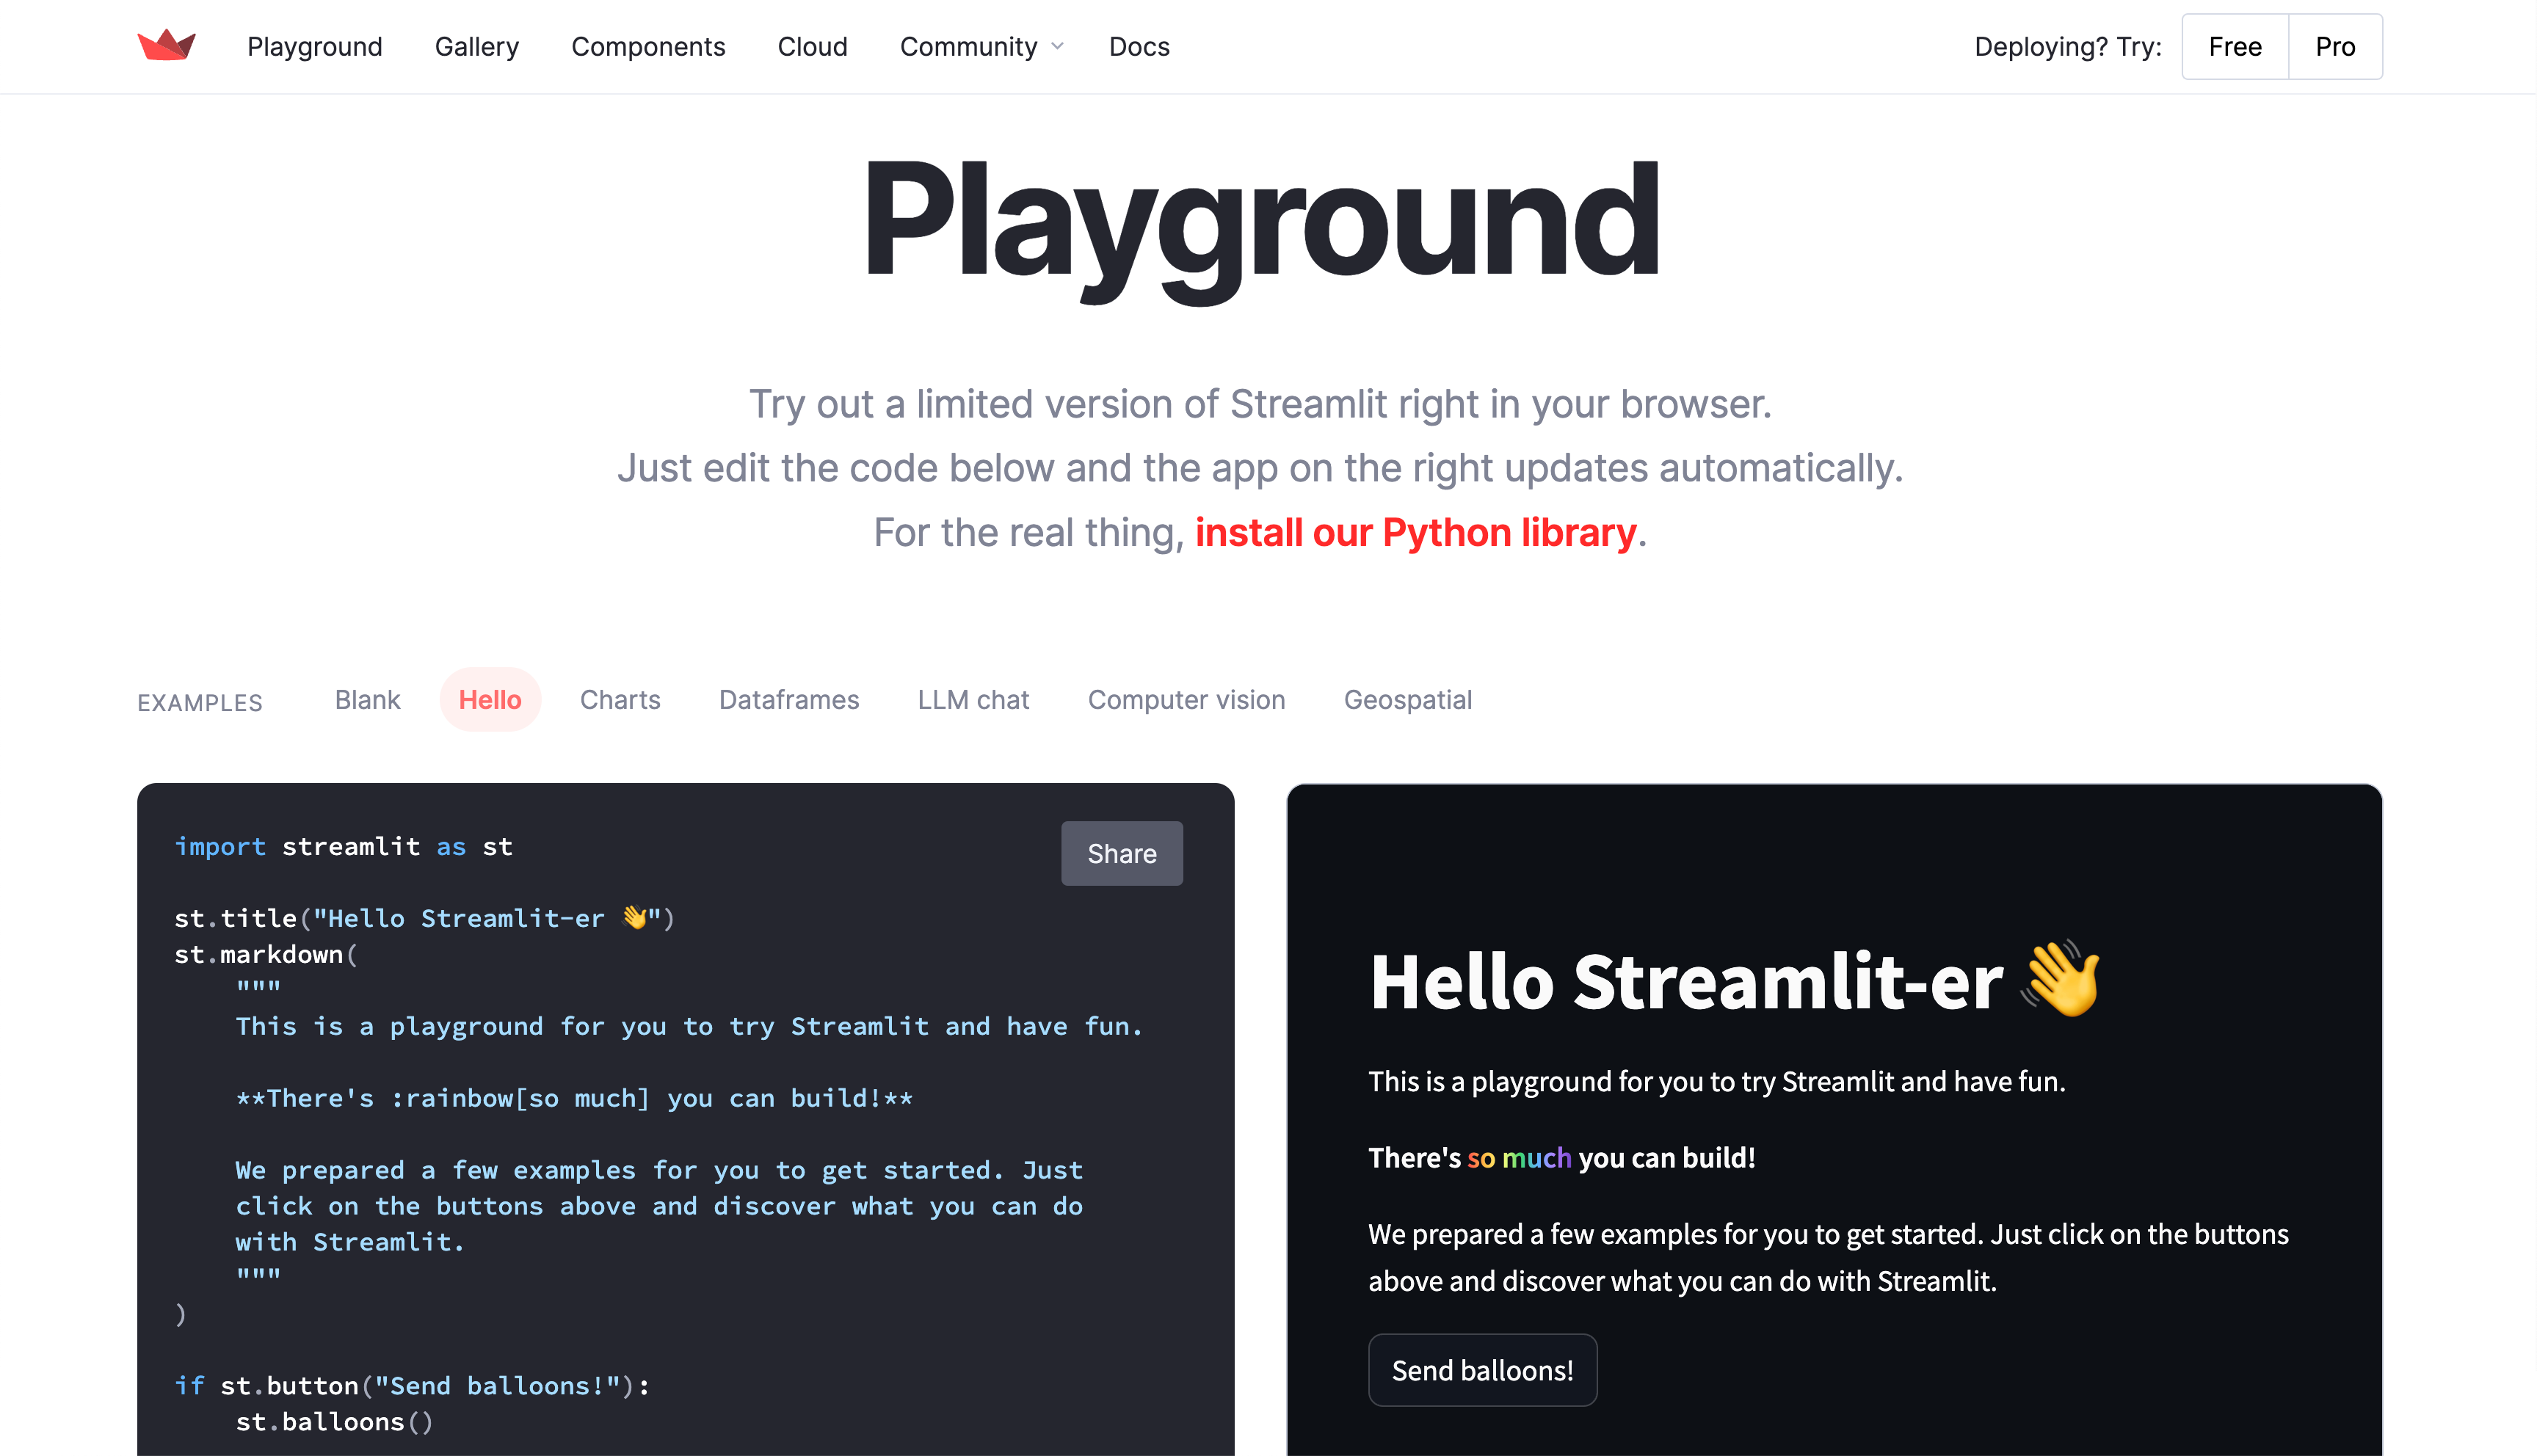 Playground Gallery Components Cloud Community Docs Deploying? Try: Free Pro
Playground
Try out a limited version of Streamlit right in your browser.
Just edit the code below and the app on the right updates automatically.
For the real thing, install our Python library.
EXAMPLES Blank Hello Charts Dataframes LLM chat Computer vision Geospatial
import streamlit as st
Share
st.title("Hello Streamlit-er 👋")
st.markdown(
"""
This is a playground for you to try Streamlit and have fun.
**There's :rainbow[so much] you can build!**
We prepared a few examples for you to get started. Just
click on the buttons above and discover what you can do
with Streamlit.
"""
)
if st.button("Send balloons!"):
st.balloons()
Hello Streamlit-er 👋
This is a playground for you to try Streamlit and have fun.
There's so much you can build!
We prepared a few examples for you to get started. Just click on the buttons
above and discover what you can do with Streamlit.
Send balloons!